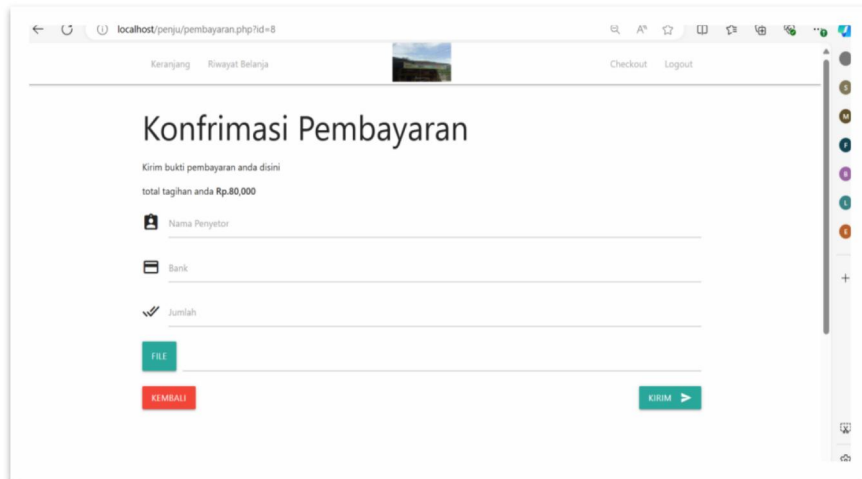 localhost/penju/pembayaran.php?id=8
Keranjang Riwayat Belanja Checkout Logout
Konfrimasi Pembayaran
Kirim bukti pembayaran anda disini
total tagihan anda Rp.80,000
Nama Penyetor
Bank
Jumlah
FILE
KEMBALI KIRIM
S
M
F
B
L
E